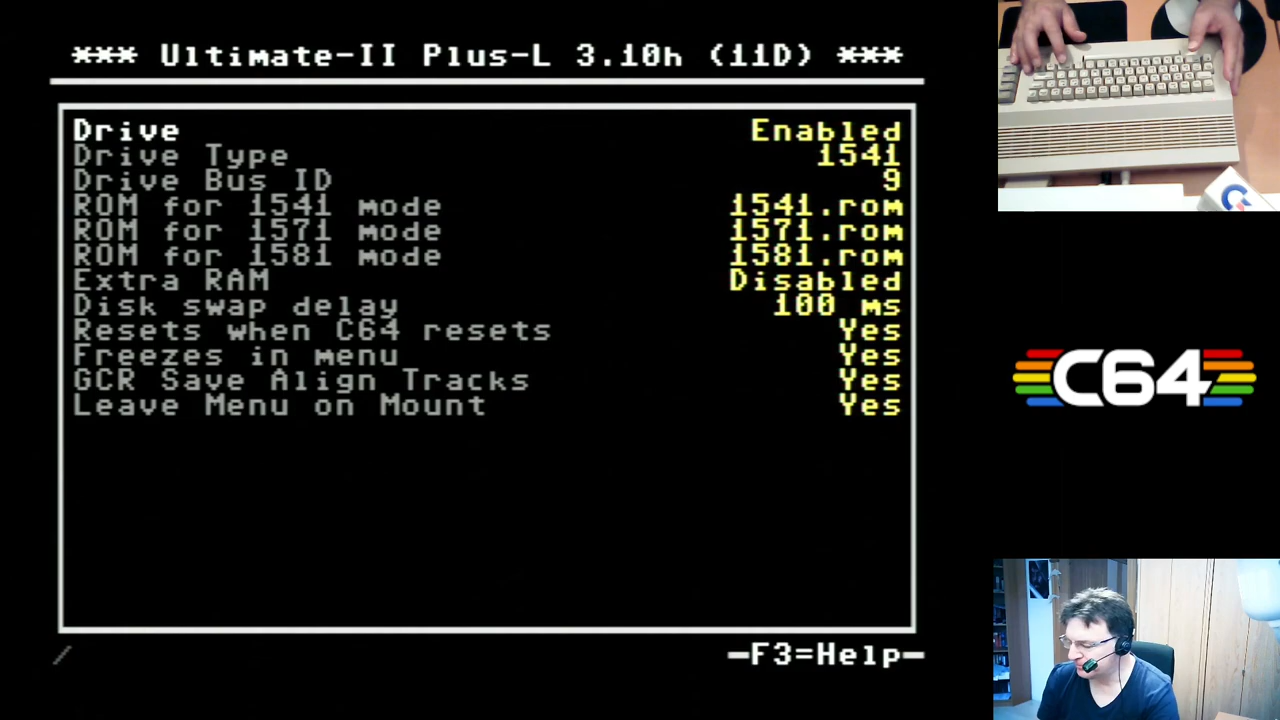 *** Ultimate-II Plus-L 3.10h (11D) ***
Drive Enabled
Drive Type 1541
Drive Bus ID 9
ROM for 1541 mode 1541.rom
ROM for 1571 mode 1571.rom
ROM for 1581 mode 1581.rom
Extra RAM Disabled
Disk swap delay 100 ms
Resets when C64 resets Yes
Freezes in menu Yes
GCR Save Align Tracks Yes
Leave Menu on Mount Yes
/
-F3=Help-
C64